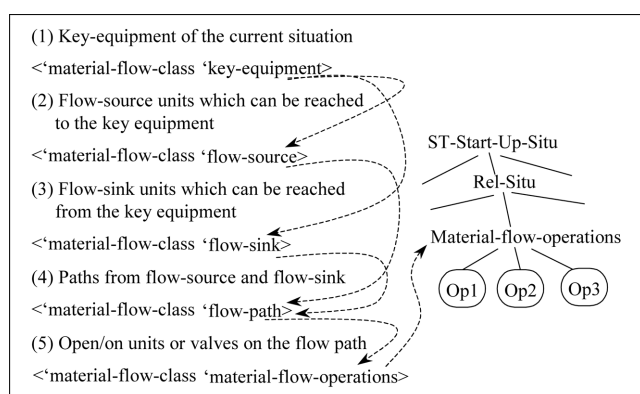 (1) Key-equipment of the current situation
<‘material-flow-class ‘key-equipment>
(2) Flow-source units which can be reached
to the key equipment
<‘material-flow-class ‘flow-source>
(3) Flow-sink units which can be reached
from the key equipment
<‘material-flow-class ‘flow-sink>
(4) Paths from flow-source and flow-sink
<‘material-flow-class ‘flow-path>
(5) Open/on units or valves on the flow path
<‘material-flow-class ‘material-flow-operations>
ST-Start-Up-Situ
Rel-Situ
Material-flow-operations
Op1 Op2 Op3